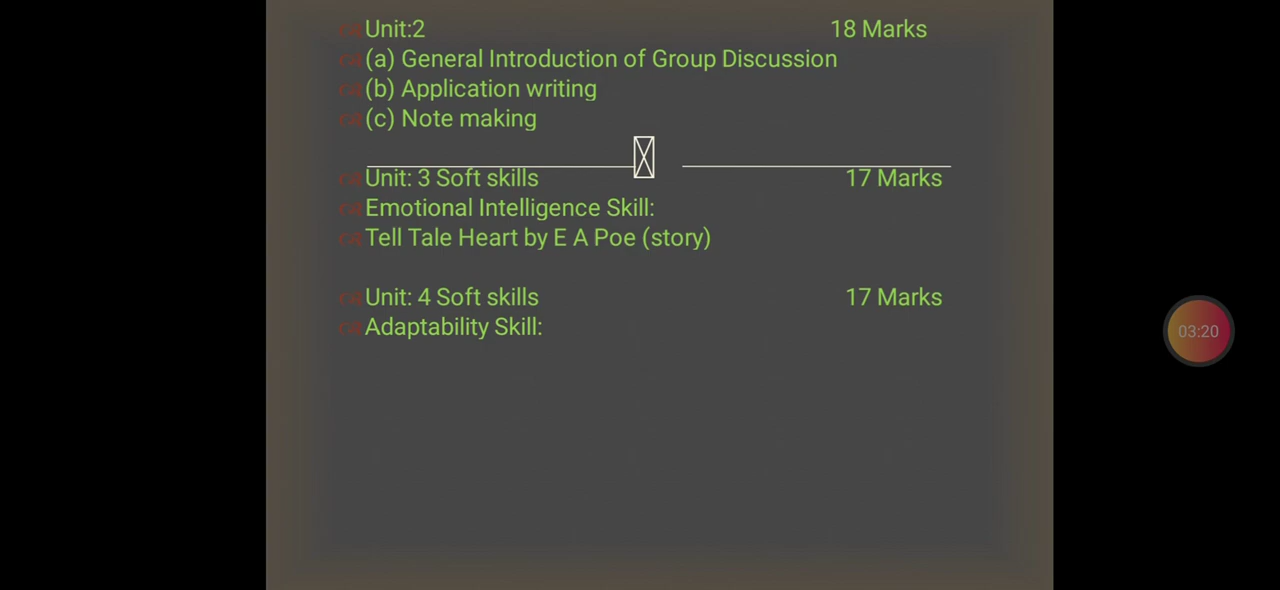 Unit:2 18 Marks
(a) General Introduction of Group Discussion
(b) Application writing
(c) Note making
Unit: 3 Soft skills 17 Marks
Emotional Intelligence Skill:
Tell Tale Heart by E A Poe (story)
Unit: 4 Soft skills 17 Marks
Adaptability Skill:
03:20